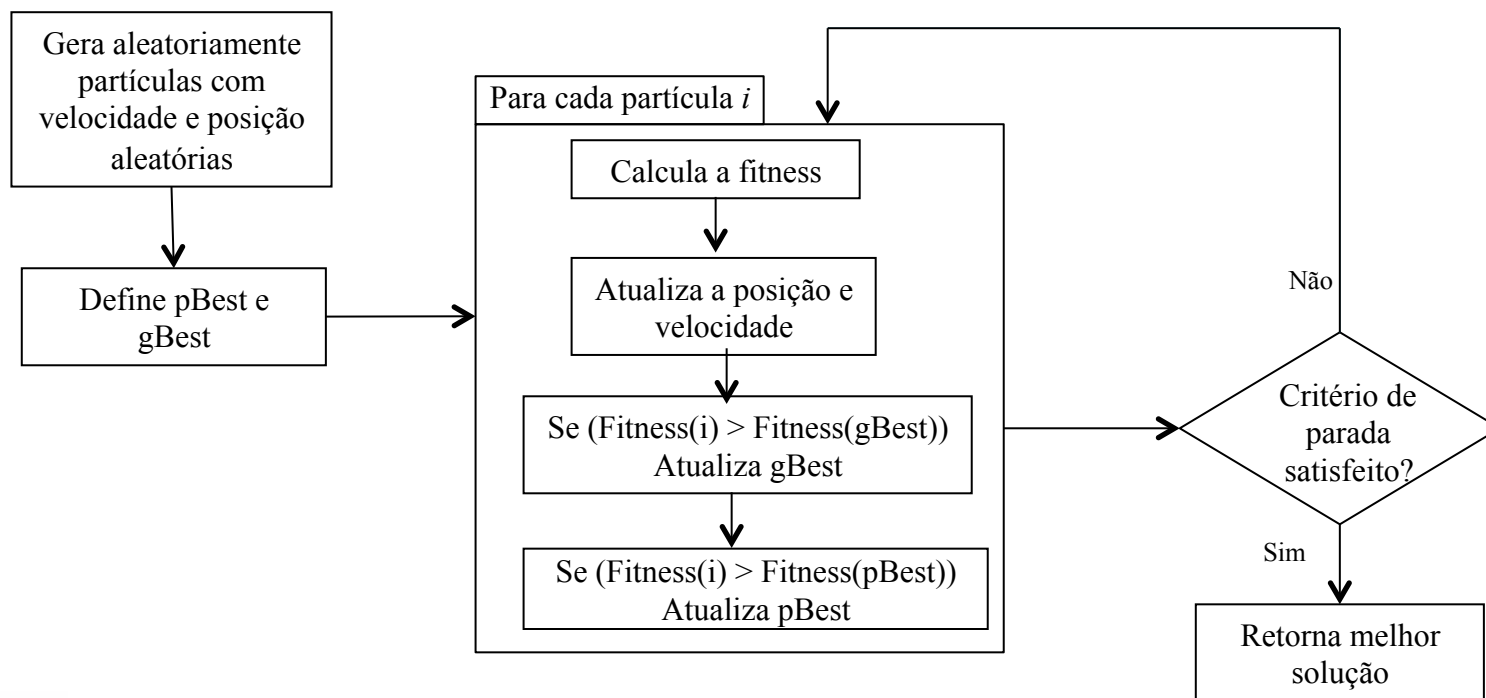 Gera aleatoriamente
partículas com
velocidade e posição
aleatórias
Define pBest e
gBest
Para cada partícula i
Calcula a fitness
Atualiza a posição e
velocidade
Se (Fitness(i) > Fitness(gBest))
Atualiza gBest
Se (Fitness(i) > Fitness(pBest))
Atualiza pBest
Não
Critério de
parada
satisfeito?
Sim
Retorna melhor
solução